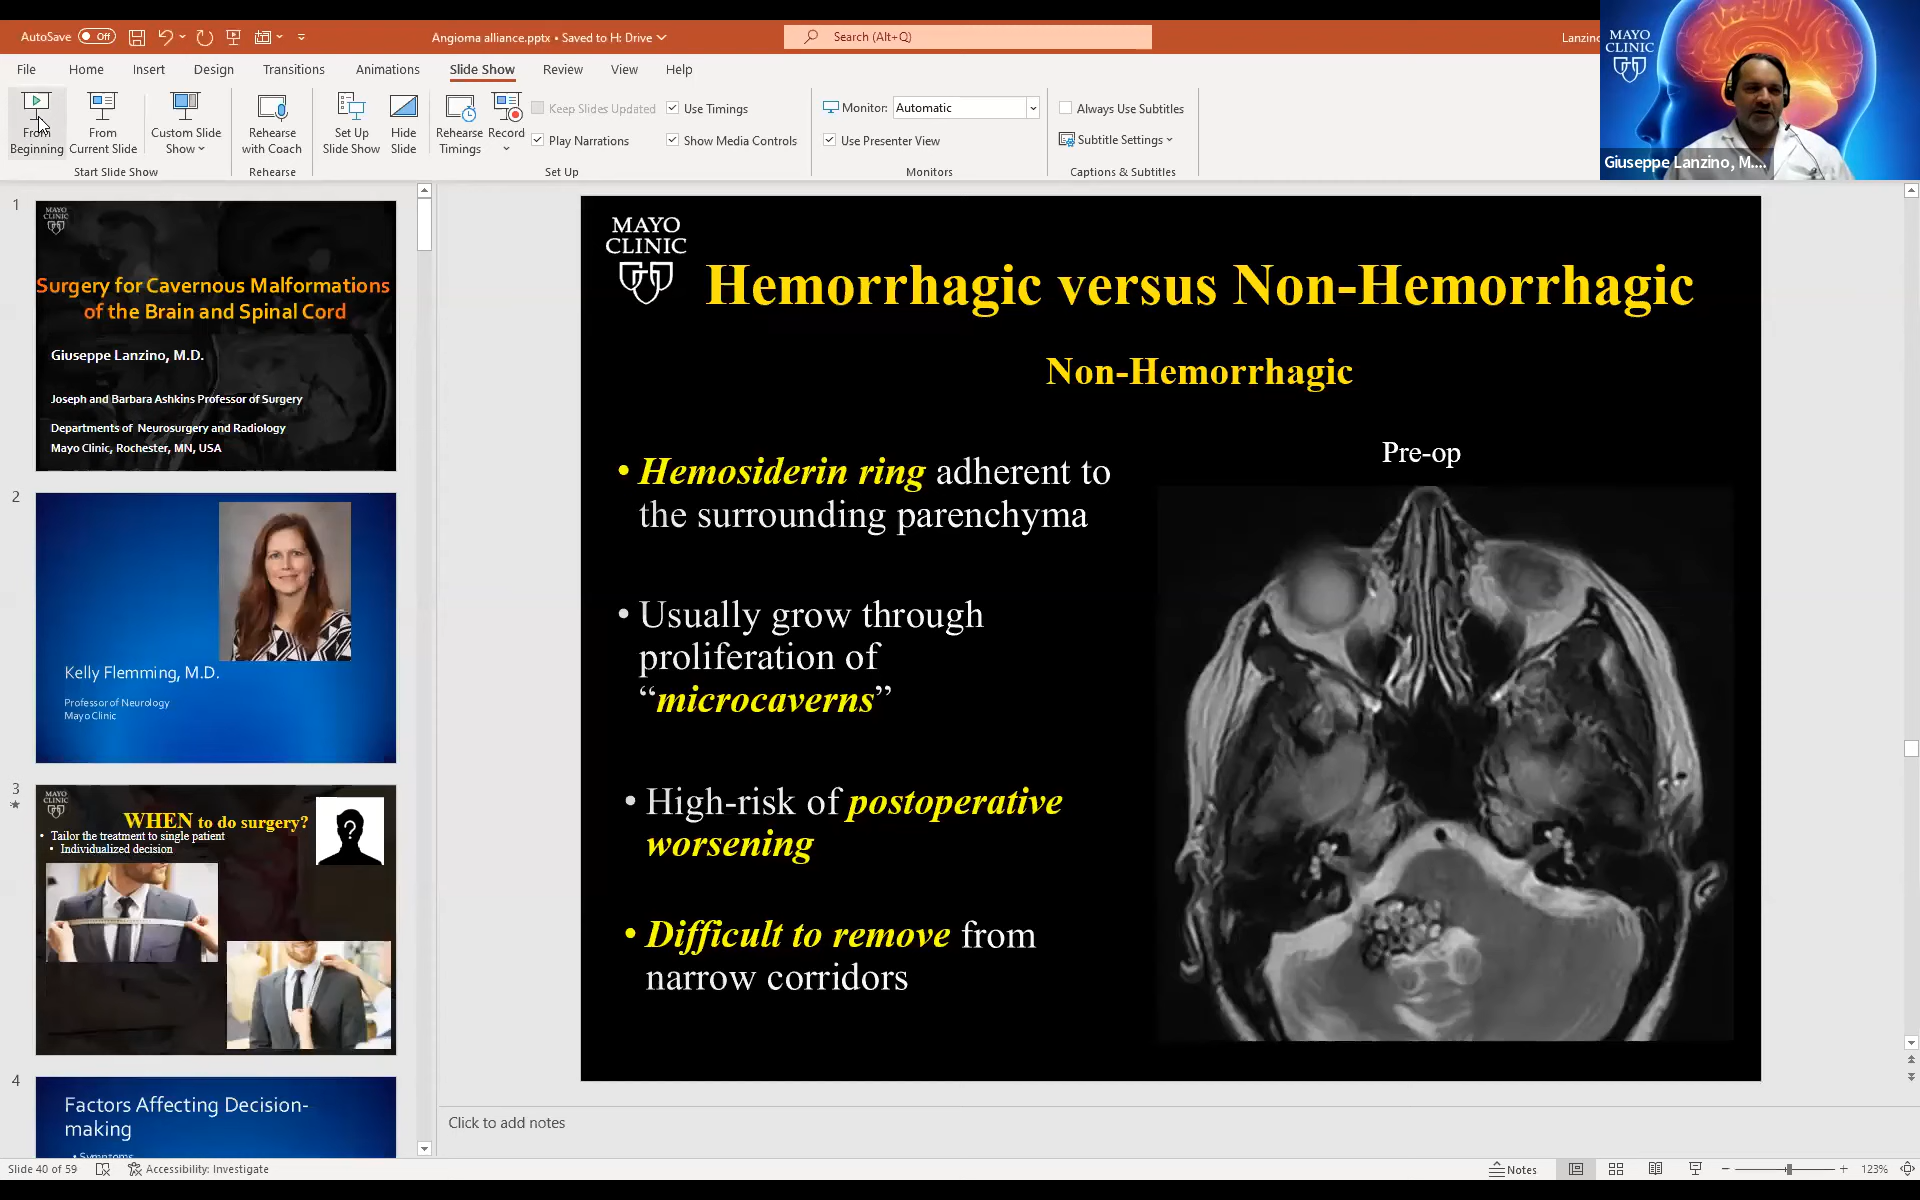 AutoSave Off
Angioma alliance.pptx • Saved to H: Drive
Search (Alt+Q)
Lanzino
File Home Insert Design Transitions Animations Slide Show Review View Help
From Beginning
From Current Slide
Custom Slide Show
Start Slide Show
Rehearse with Coach
Rehearse
Set Up Slide Show
Hide Slide
Rehearse Timings
Record
Keep Slides Updated
Play Narrations
Use Timings
Show Media Controls
Set Up
Monitor: Automatic
Use Presenter View
Monitors
Always Use Subtitles
Subtitle Settings
Captions & Subtitles
MAYO
CLINIC
Giuseppe Lanzino, M....
1
MAYO
CLINIC
Surgery for Cavernous Malformations
of the Brain and Spinal Cord
Giuseppe Lanzino, M.D.
Joseph and Barbara Ashkins Professor of Surgery
Departments of Neurosurgery and Radiology
Mayo Clinic, Rochester, MN, USA
2
Kelly Flemming, M.D.
Professor of Neurology
Mayo Clinic
3
MAYO
CLINIC
WHEN to do surgery?
• Tailor the treatment to single patient
• Individualized decision
?
4
Factors Affecting Decision-
making
• Symptoms
MAYO
CLINIC
Hemorrhagic versus Non-Hemorrhagic
Non-Hemorrhagic
• Hemosiderin ring adherent to
the surrounding parenchyma
• Usually grow through
proliferation of
“microcaverns”
• High-risk of postoperative
worsening
• Difficult to remove from
narrow corridors
Pre-op
Click to add notes
Slide 40 of 59
Accessibility: Investigate
Notes
123%